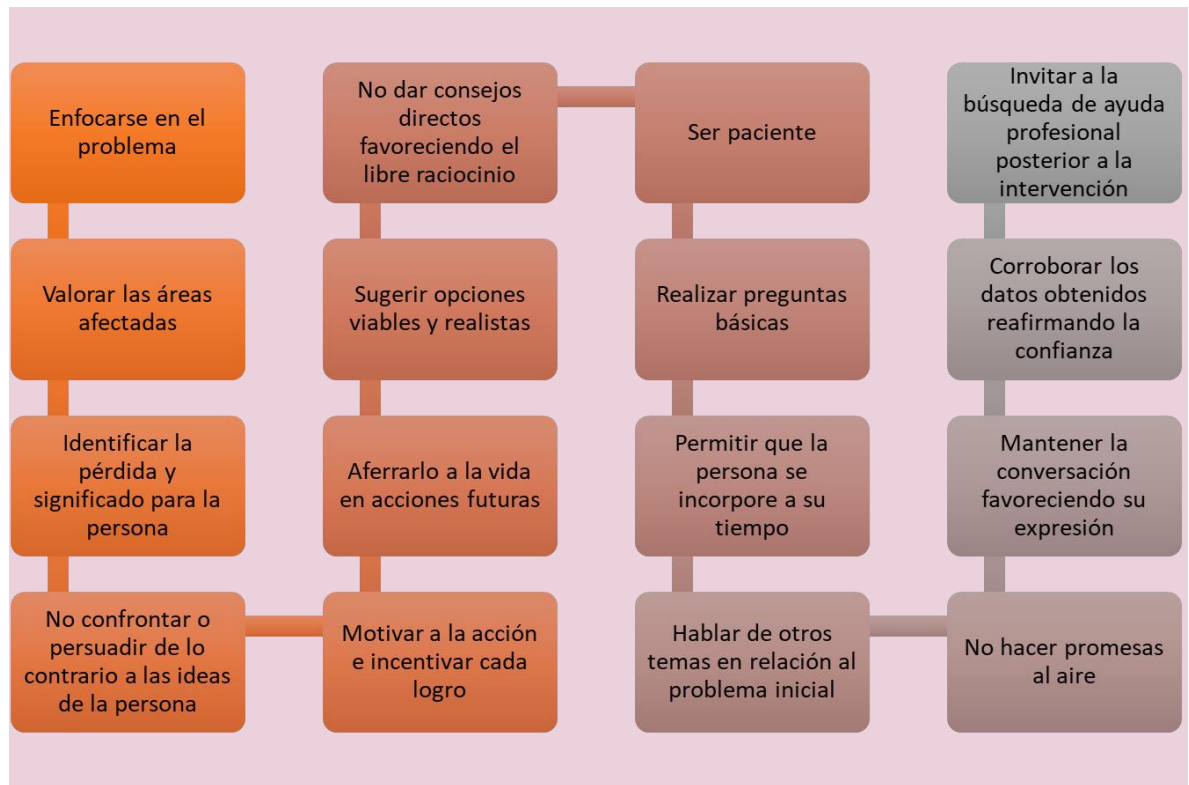 Enfocarse en el
problema
Valorar las áreas
afectadas
Identificar la
pérdida y
significado para la
persona
No confrontar o
persuadir de lo
contrario a las ideas
de la persona
Motivar a la acción
e incentivar cada
logro
Aferrarlo a la vida
en acciones futuras
Sugerir opciones
viables y realistas
No dar consejos
directos
favoreciendo el
libre raciocinio
Ser paciente
Realizar preguntas
básicas
Permitir que la
persona se
incorpore a su
tiempo
Hablar de otros
temas en relación al
problema inicial
No hacer promesas
al aire
Mantener la
conversación
favoreciendo su
expresión
Corroborar los
datos obtenidos
reafirmando la
confianza
Invitar a la
búsqueda de ayuda
profesional
posterior a la
intervención